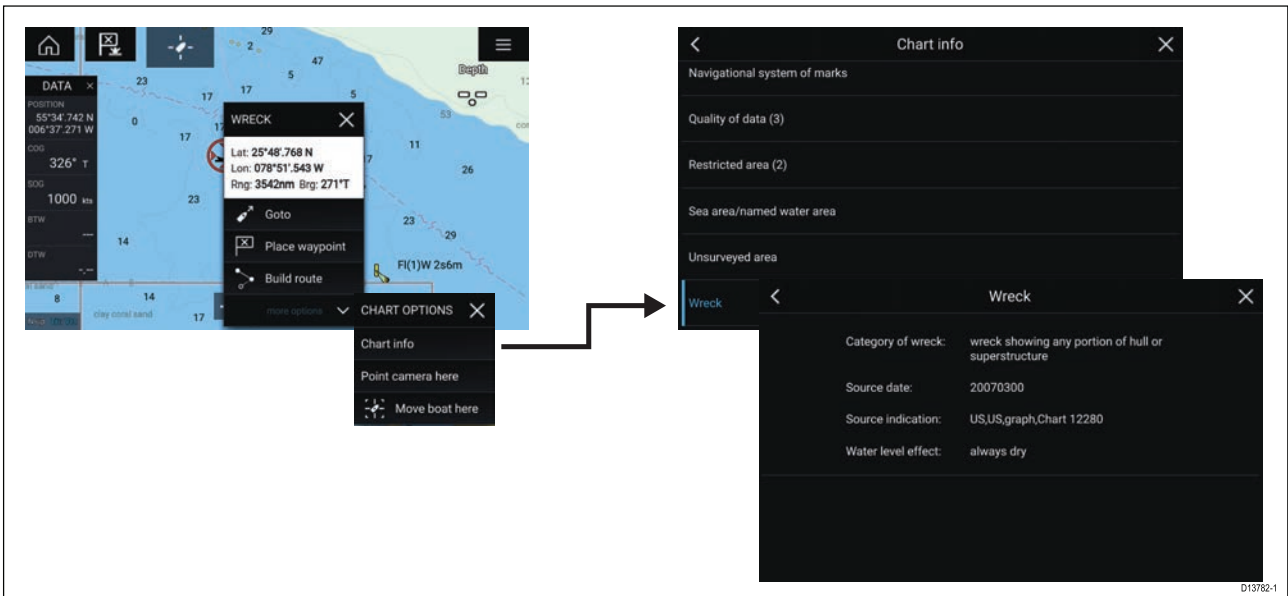 29
2
47
5
Depth
DATA ×
23
17
17
5
53
POSITION
55°34'.742 N
006°37'.271 W
0
17
17
WRECK
COG
326° T
Lat: 25°48'.768 N
Lon: 078°51'.543 W
Rng: 3542nm Brg: 271°T
11
26
SOG
1000 kts
23
Goto
BTW
---
14
Place waypoint
23
29
DTW
-.--
Build route
Fl(1)W 2s6m
8
14
clay coral sand
17
more options
CHART OPTIONS
Chart info
Point camera here
Move boat here
Chart info
Navigational system of marks
Quality of data (3)
Restricted area (2)
Sea area/named water area
Unsurveyed area
Wreck
Wreck
Category of wreck: wreck showing any portion of hull or
superstructure
Source date: 20070300
Source indication: US,US,graph,Chart 12280
Water level effect: always dry
D13782-1